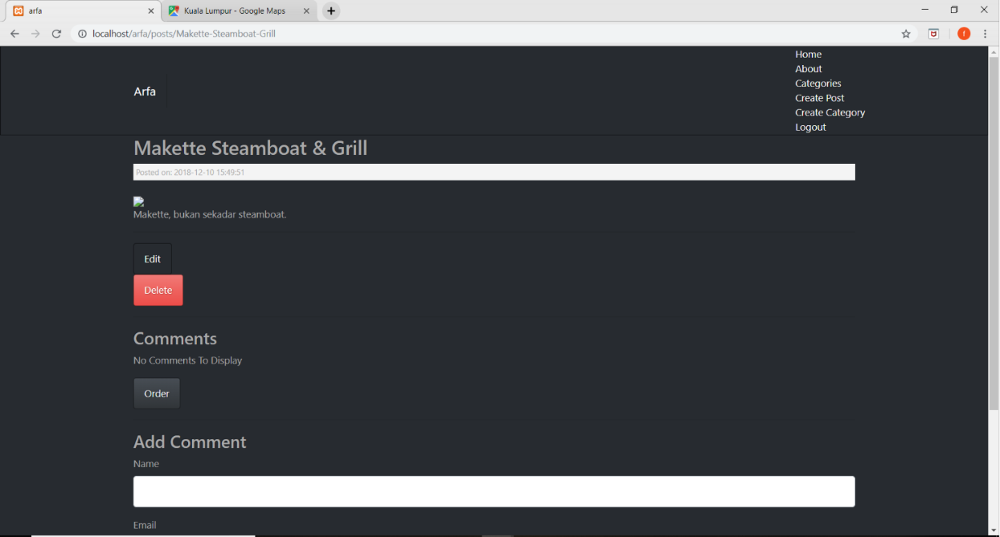 arfa
Kuala Lumpur - Google Maps
localhost/arfa/posts/Makette-Steamboat-Grill
f
Arfa
Home
About
Categories
Create Post
Create Category
Logout
Makette Steamboat & Grill
Posted on: 2018-12-10 15:49:51
Makette, bukan sekadar steamboat.
Edit
Delete
Comments
No Comments To Display
Order
Add Comment
Name
Email